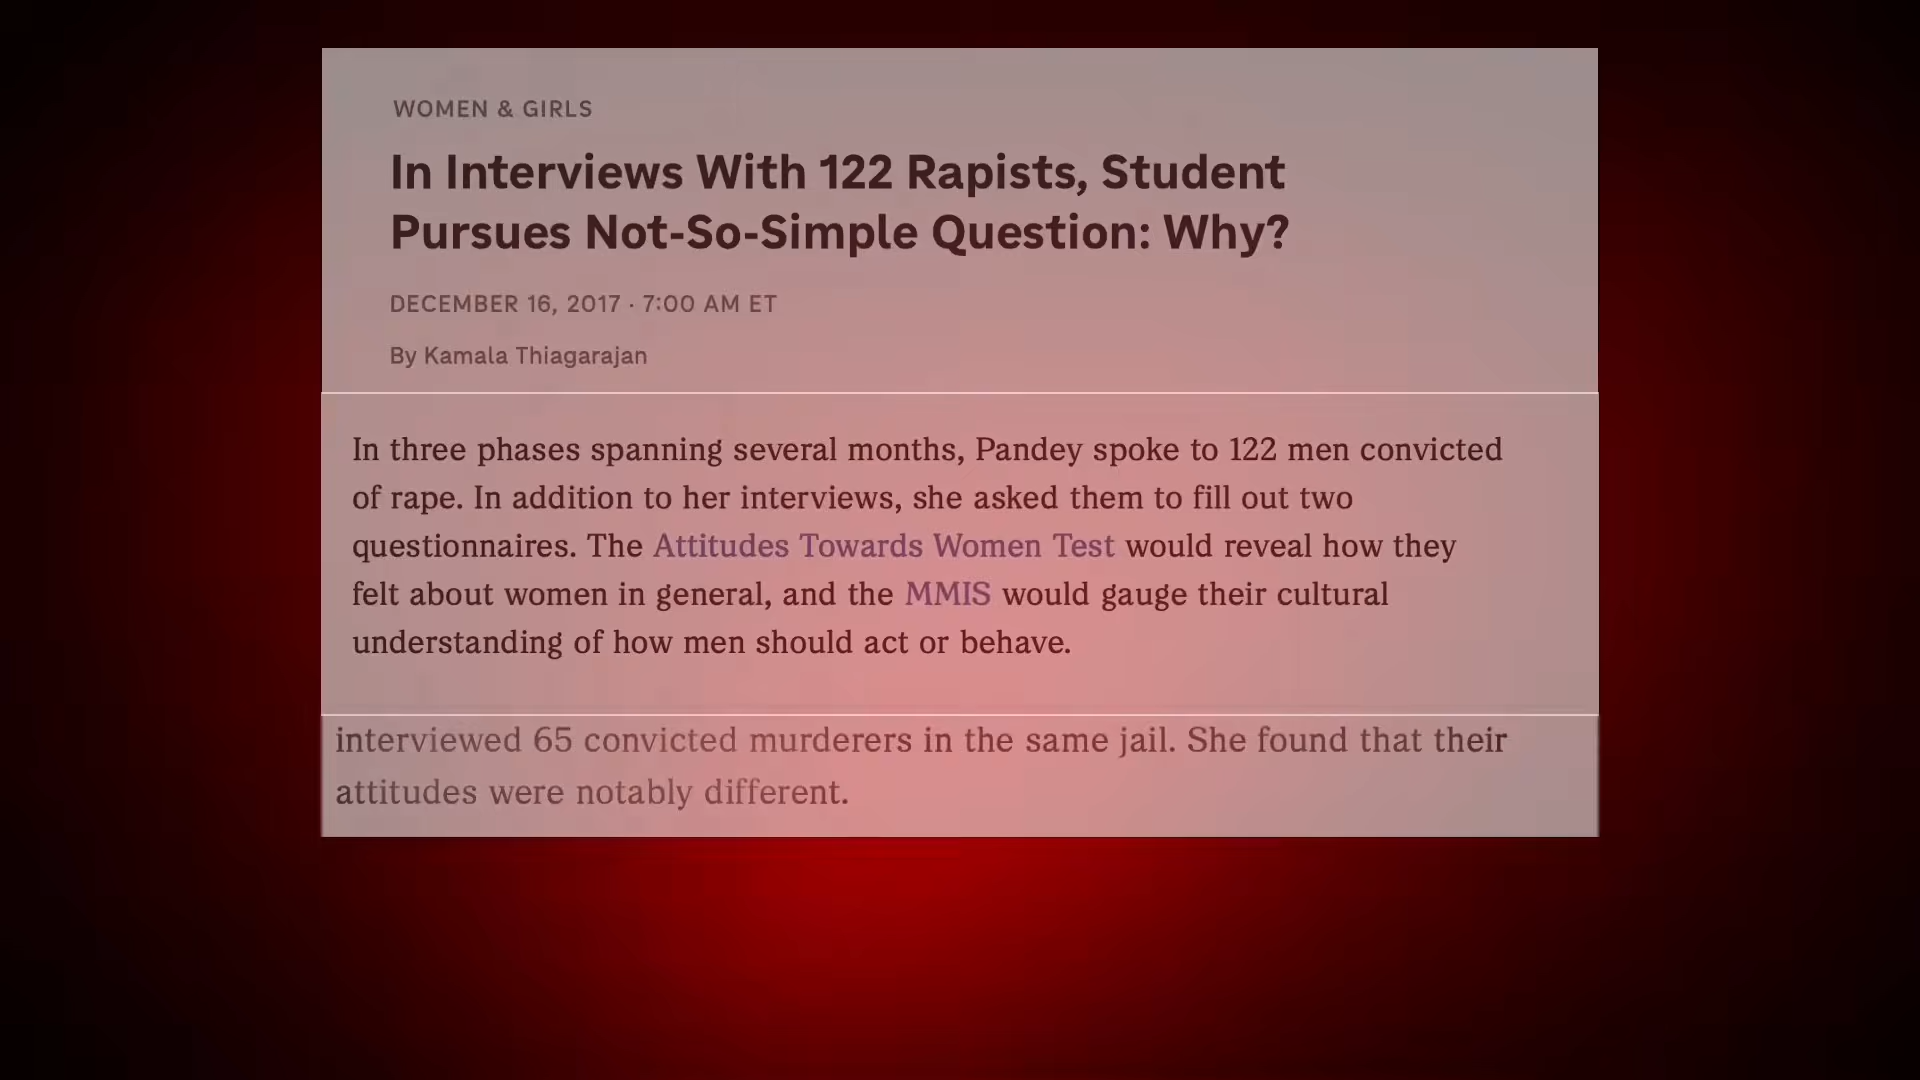 WOMEN & GIRLS
In Interviews With 122 Rapists, Student
Pursues Not-So-Simple Question: Why?
DECEMBER 16, 2017 · 7:00 AM ET
By Kamala Thiagarajan
In three phases spanning several months, Pandey spoke to 122 men convicted
of rape. In addition to her interviews, she asked them to fill out two
questionnaires. The Attitudes Towards Women Test would reveal how they
felt about women in general, and the MMIS would gauge their cultural
understanding of how men should act or behave.
interviewed 65 convicted murderers in the same jail. She found that their
attitudes were notably different.